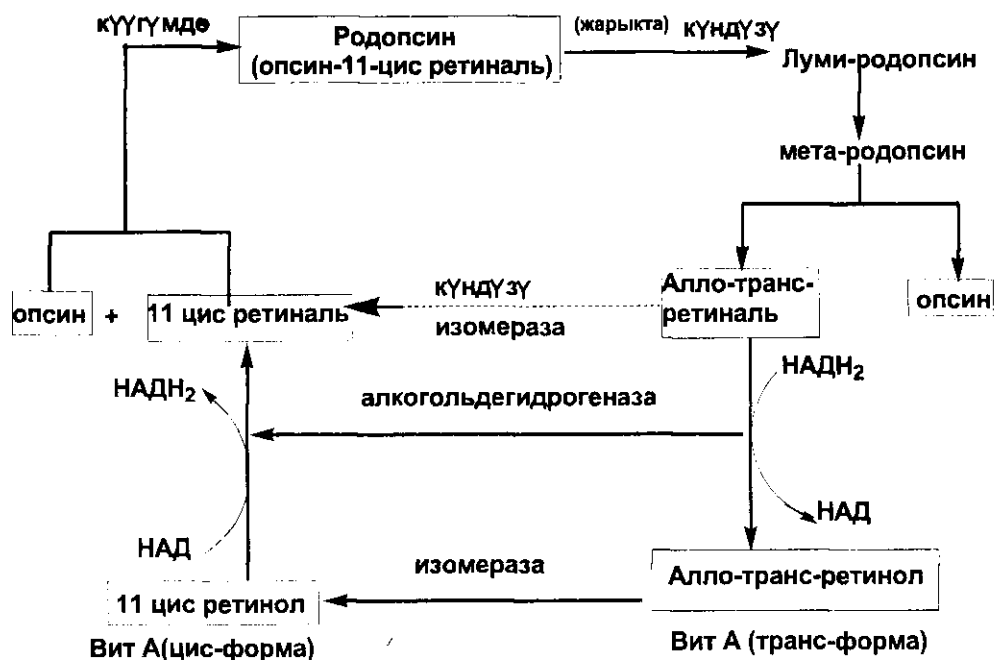 күүгүмдө
Родопсин
(опсин-11-цис ретиналь)
(жарыкта) күндүзү
Луми-родопсин
мета-родопсин
опсин + 11 цис ретиналь
күндүзү
изомераза
Алло-транс-
ретиналь
опсин
НАДН₂
алкогольдегидрогеназа
НАДН₂
НАД
НАД
изомераза
11 цис ретинол
Алло-транс-ретинол
Вит А(цис-форма)
Вит А (транс-форма)